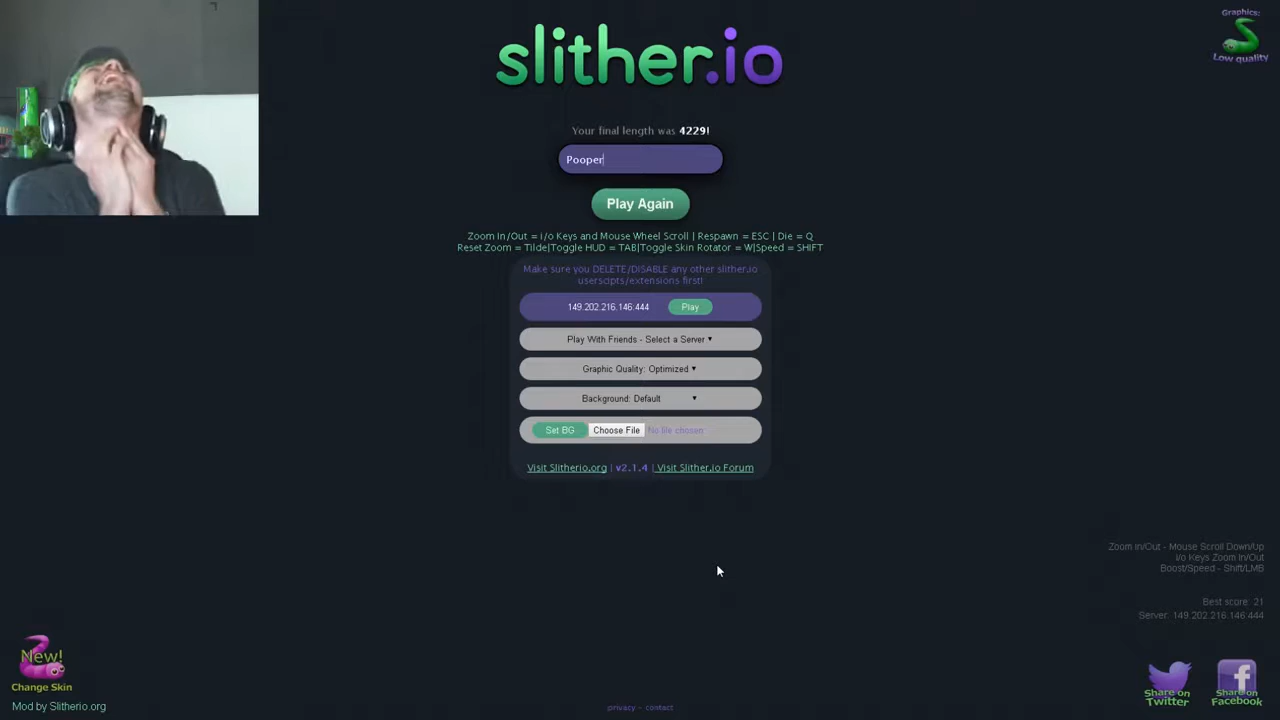 Graphics:
Low quality
slither.io
Your final length was 4229!
Pooper
Play Again
Zoom In/Out = i/o Keys and Mouse Wheel Scroll | Respawn = ESC | Die = Q
Reset Zoom = Tilde|Toggle HUD = TAB|Toggle Skin Rotator = W|Speed = SHIFT
Make sure you DELETE/DISABLE any other slither.io
userscipts/extensions first!
149.202.216.146:444 Play
Play With Friends - Select a Server
Graphic Quality: Optimized
Background: Default
Set BG Choose File No file chosen
Visit Slitherio.org | v2.1.4 | Visit Slither.io Forum
Zoom In/Out - Mouse Scroll Down/Up
i/o Keys Zoom In/Out
Boost/Speed - Shift/LMB
Best score: 21
Server: 149.202.216.146:444
New!
Change Skin
Mod by Slitherio.org
privacy - contact
Share on
Twitter
Share on
Facebook